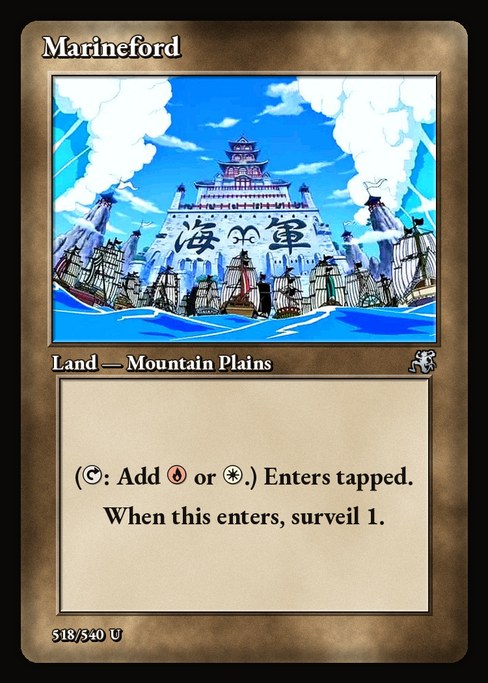 Marineford
海 軍
Land — Mountain Plains
(: Add  or .) Enters tapped.
When this enters, surveil 1.
518/540 U